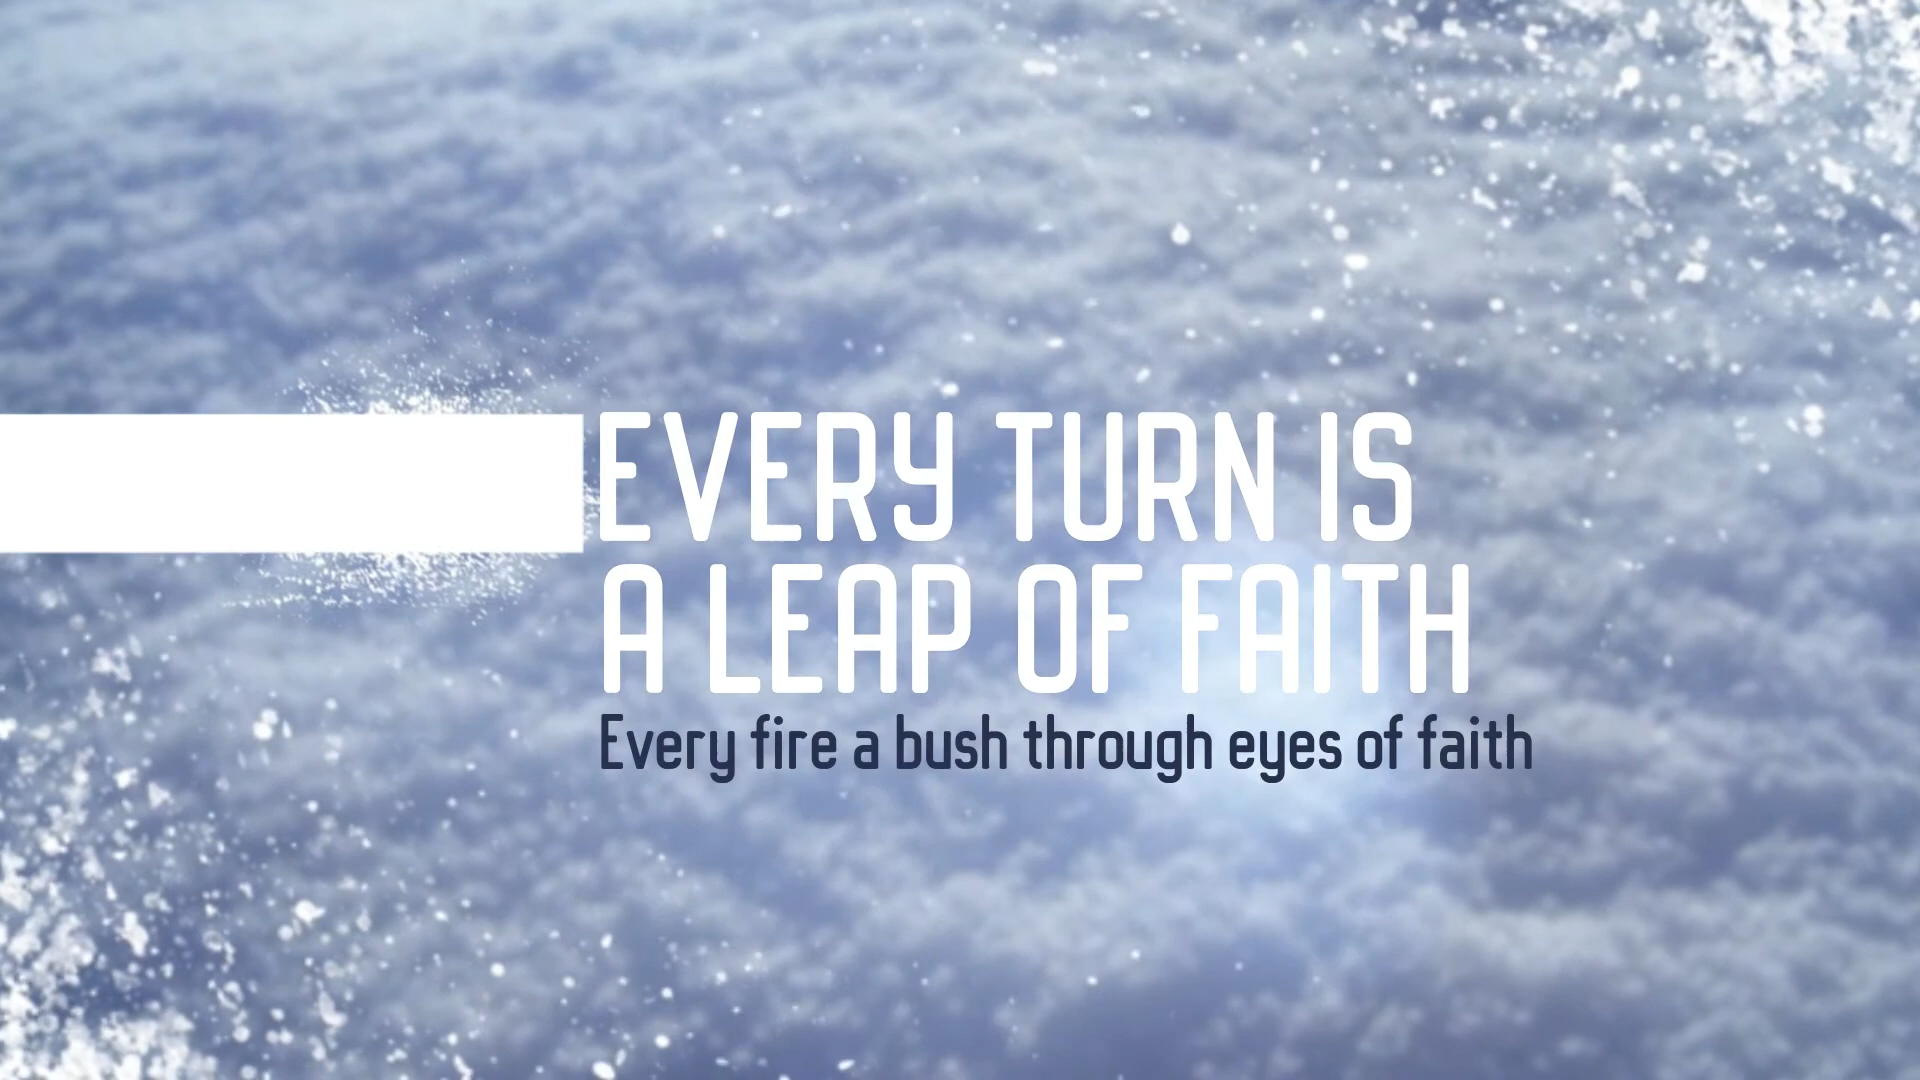 EVERY TURN IS
A LEAP OF FAITH
Every fire a bush through eyes of faith